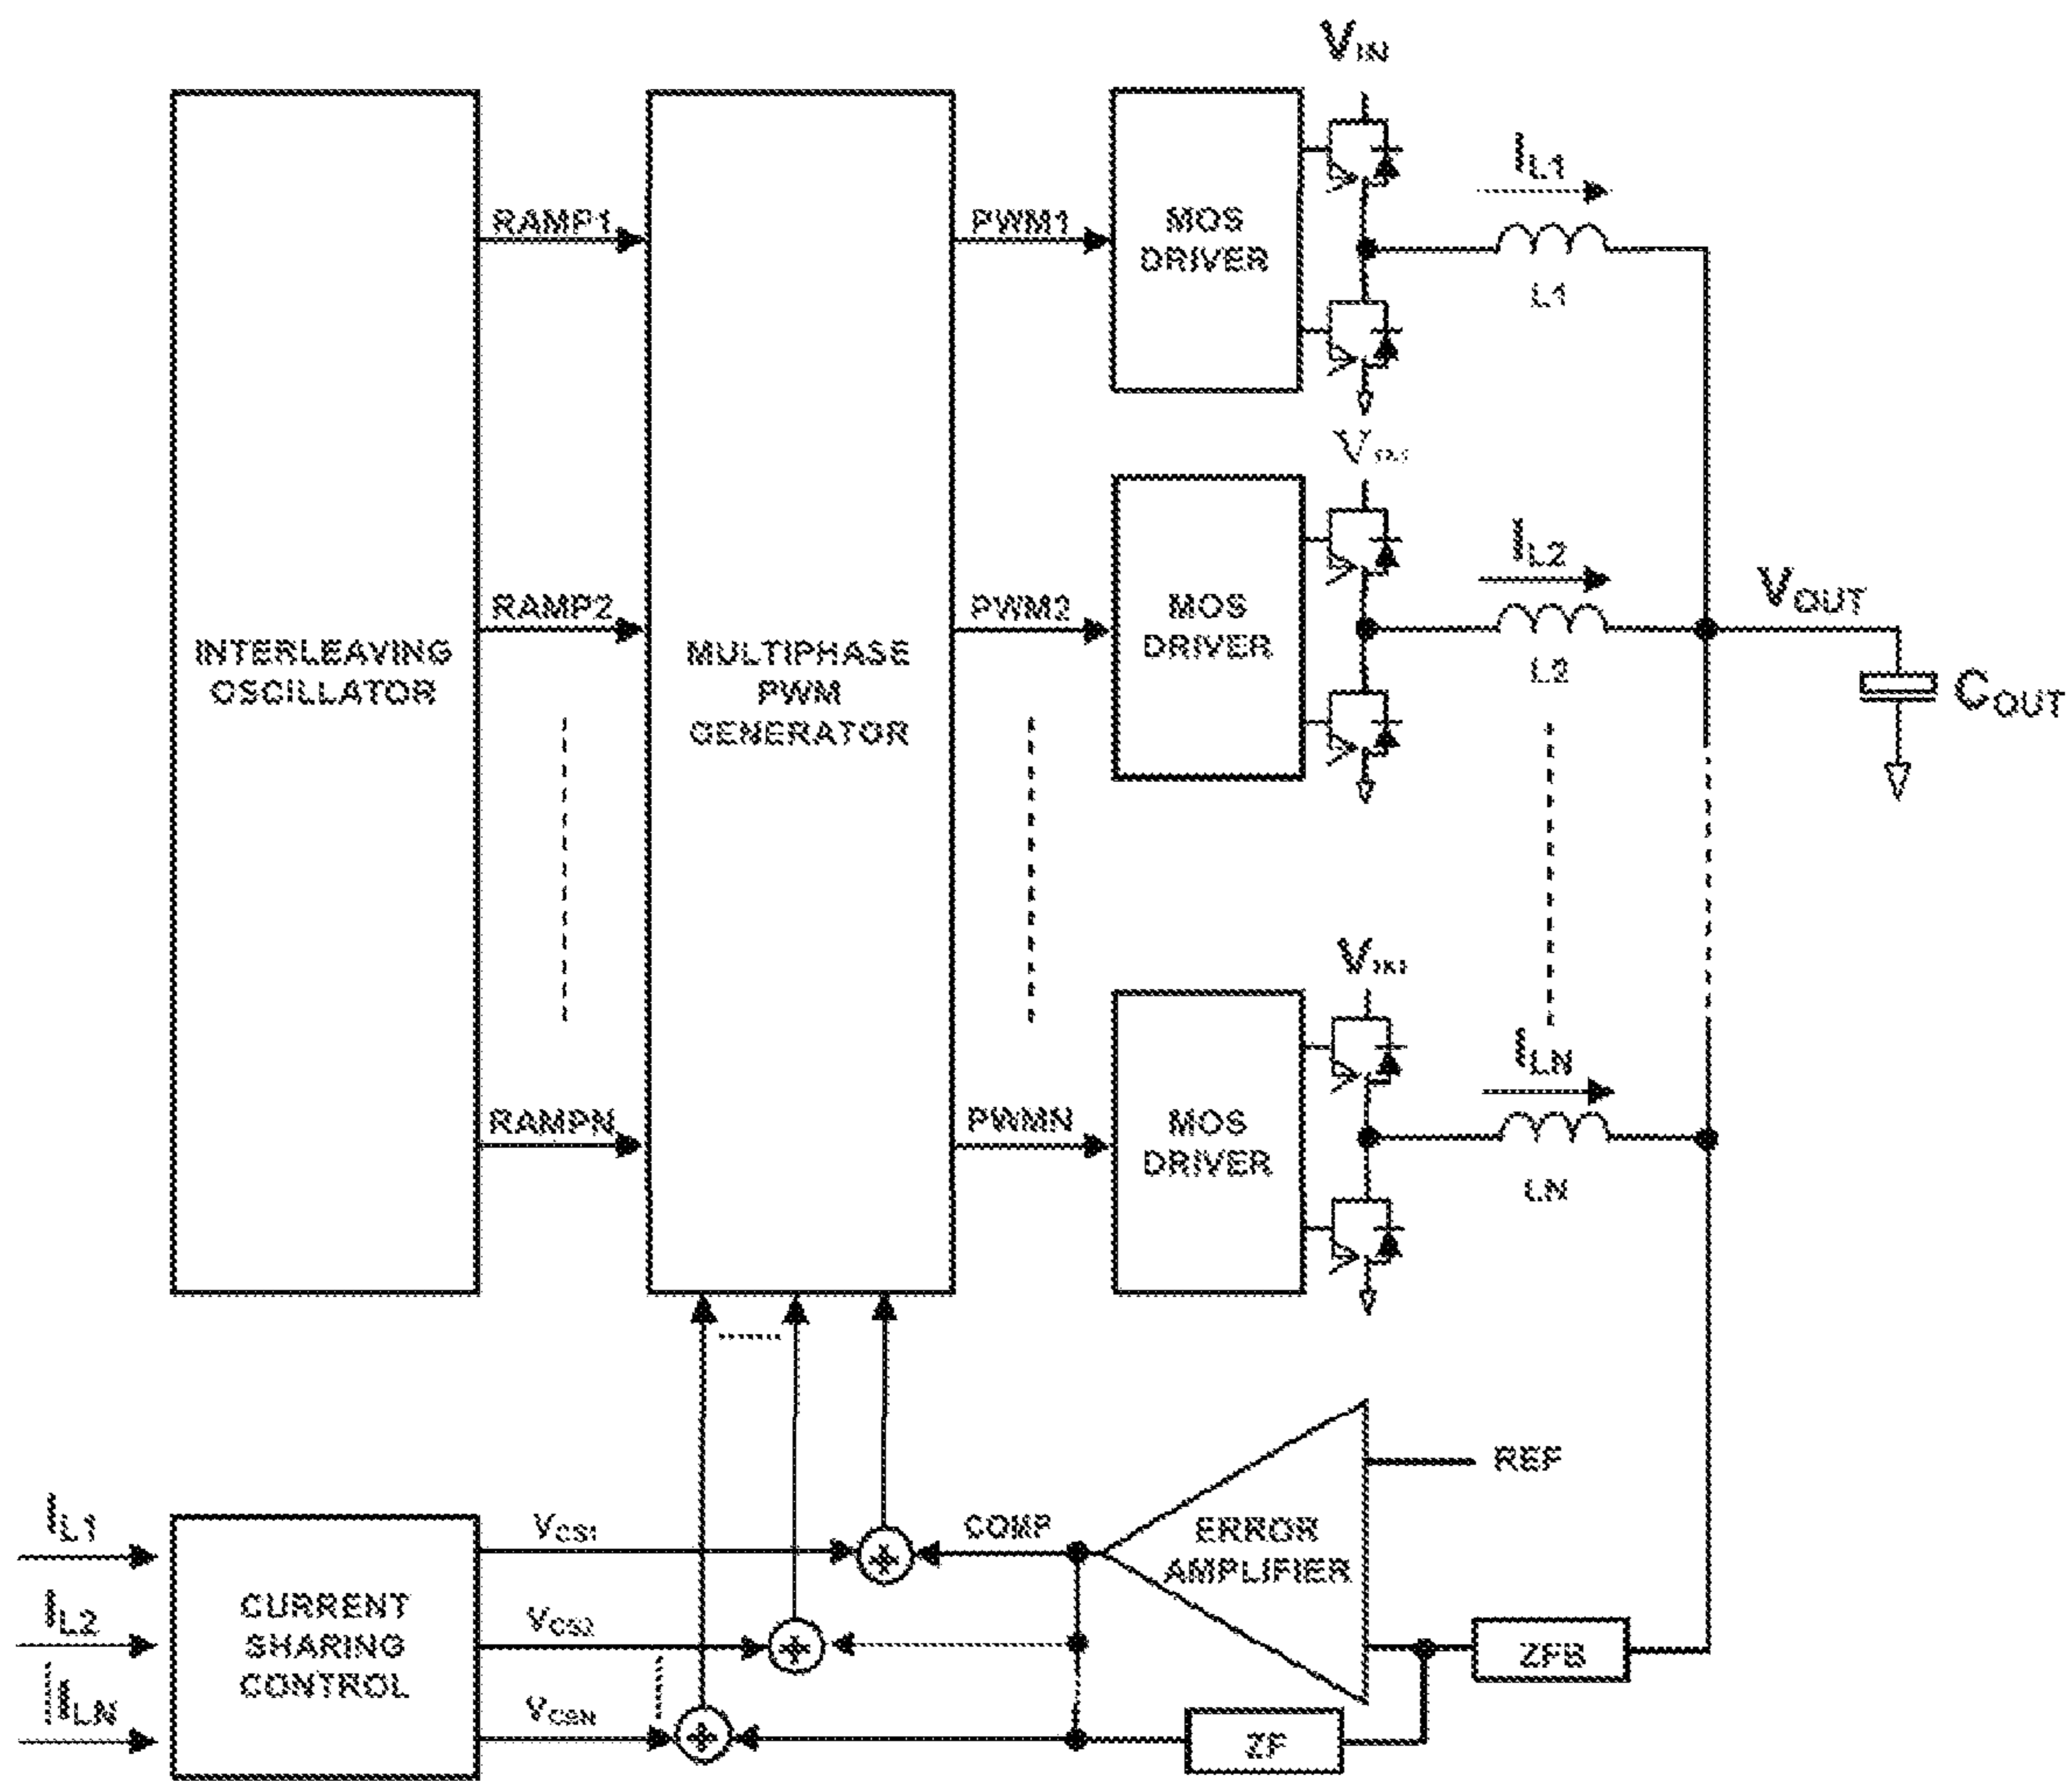 VIN
IL1
RAMP1
PWM1
MOS
DRIVER
L1
IL2
VOUT
RAMP2
PWM2
MOS
DRIVER
L2
COUT
INTERLEAVING
OSCILLATOR
MULTIPHASE
PWM
GENERATOR
ILN
RAMPN
PWMN
MOS
DRIVER
LN
REF
IL1
VCS1
COMP
ERROR
AMPLIFIER
IL2
CURRENT
SHARING
CONTROL
VCS2
ZFB
ILN
VCSN
ZF